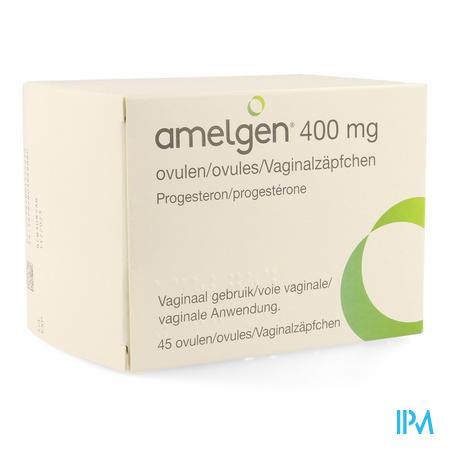 amelgen® 400 mg
ovulen/ovules/Vaginalzäpfchen
Progesteron/progestérone
Vaginaal gebruik/voie vaginale/
vaginale Anwendung.
45 ovulen/ovules/Vaginalzäpfchen
IPM